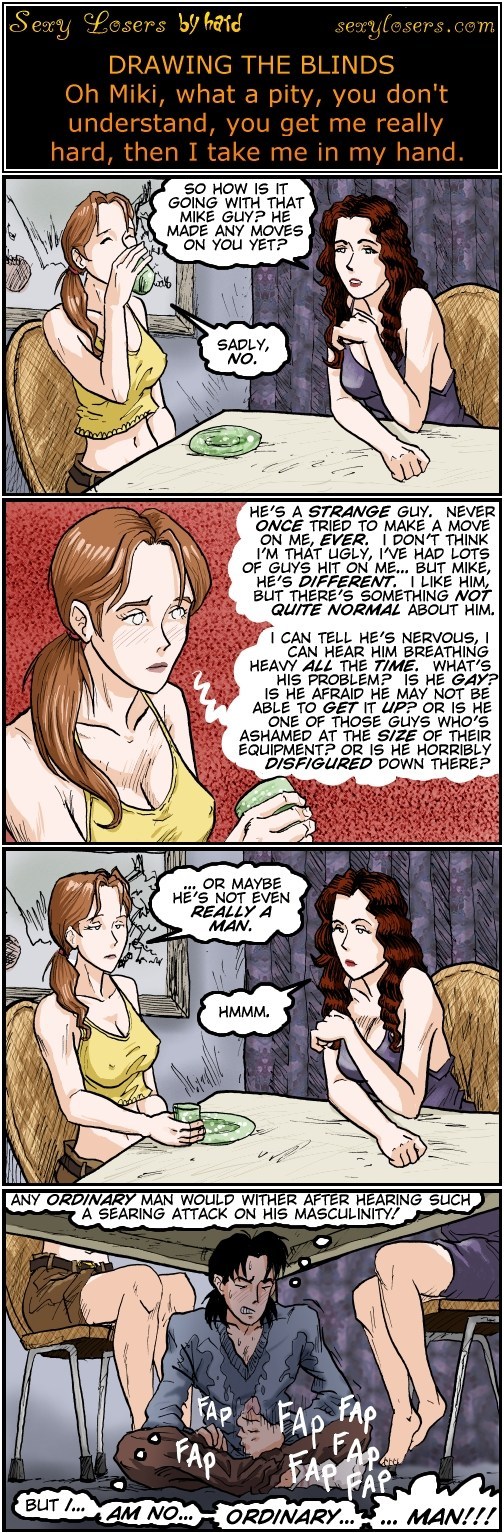 Sexy Losers by hard
sexylosers.com
DRAWING THE BLINDS
Oh Miki, what a pity, you don't
understand, you get me really
hard, then I take me in my hand.
SO HOW IS IT
GOING WITH THAT
MIKE GUY? HE
MADE ANY MOVES
ON YOU YET?
SADLY,
NO.
HE'S A STRANGE GUY. NEVER
ONCE TRIED TO MAKE A MOVE
ON ME, EVER. I DON'T THINK
I'M THAT UGLY, I'VE HAD LOTS
OF GUYS HIT ON ME... BUT MIKE,
HE'S DIFFERENT. I LIKE HIM,
BUT THERE'S SOMETHING NOT
QUITE NORMAL ABOUT HIM.
I CAN TELL HE'S NERVOUS, I
CAN HEAR HIM BREATHING
HEAVY ALL THE TIME. WHAT'S
HIS PROBLEM? IS HE GAY?
IS HE AFRAID HE MAY NOT BE
ABLE TO GET IT UP? OR IS HE
ONE OF THOSE GUYS WHO'S
ASHAMED AT THE SIZE OF THEIR
EQUIPMENT? OR IS HE HORRIBLY
DISFIGURED DOWN THERE?
... OR MAYBE
HE'S NOT EVEN
REALLY A
MAN.
HMMM.
ANY ORDINARY MAN WOULD WITHER AFTER HEARING SUCH
A SEARING ATTACK ON HIS MASCULINITY!
FAP
FAP
FAP
FAP
FAP
FAP
FAP
BUT I...
AM NO...
ORDINARY...
... MAN!!!